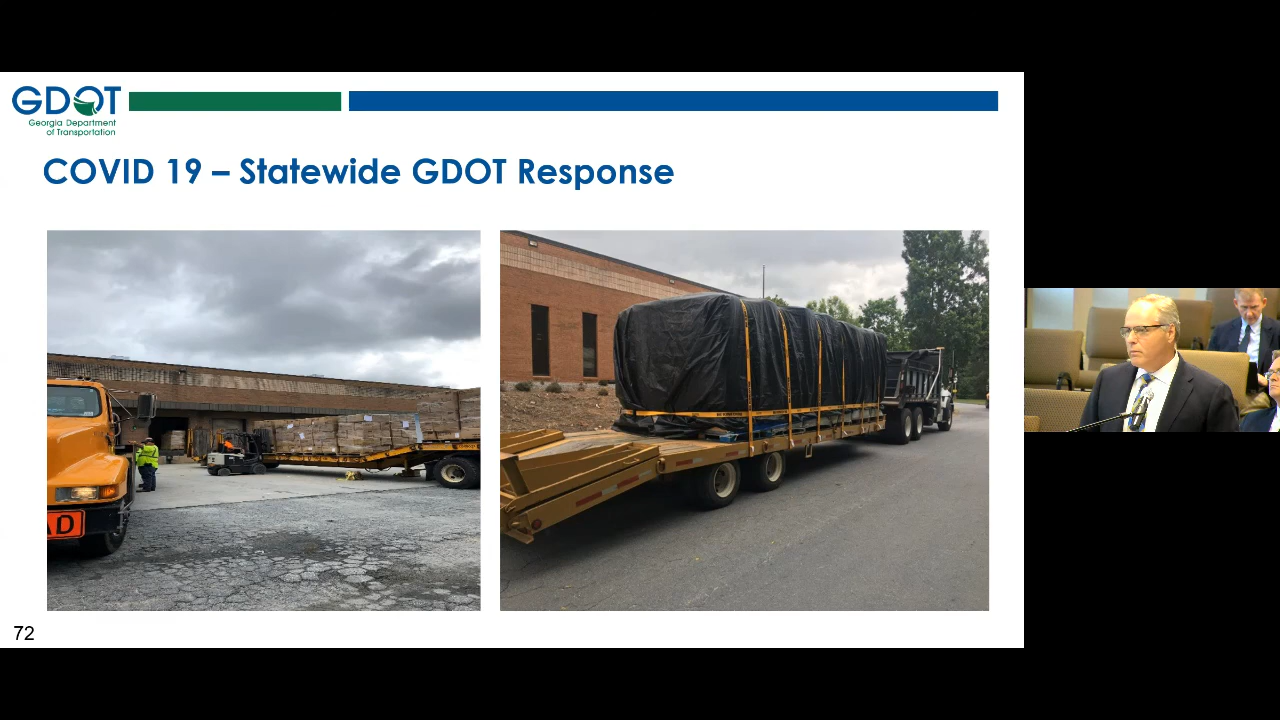 GDOT
Georgia Department
of Transportation
COVID 19 – Statewide GDOT Response
AD
72